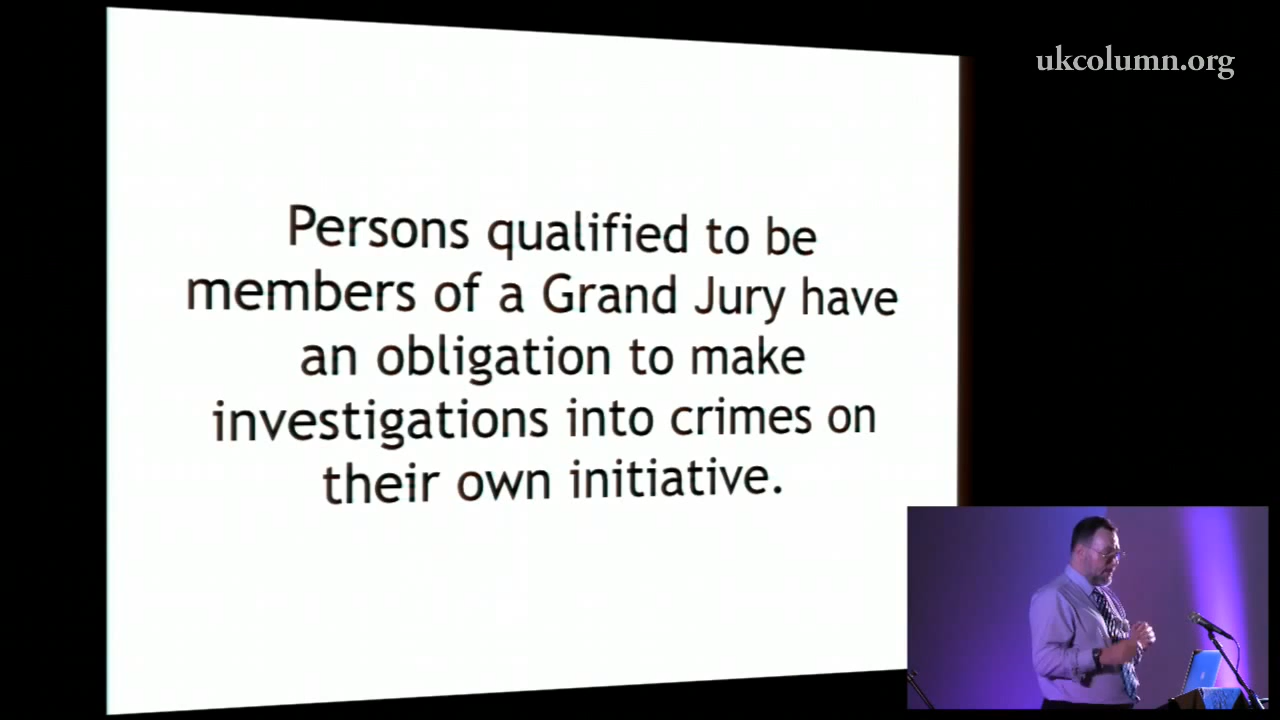 ukcolumn.org
Persons qualified to be
members of a Grand Jury have
an obligation to make
investigations into crimes on
their own initiative.